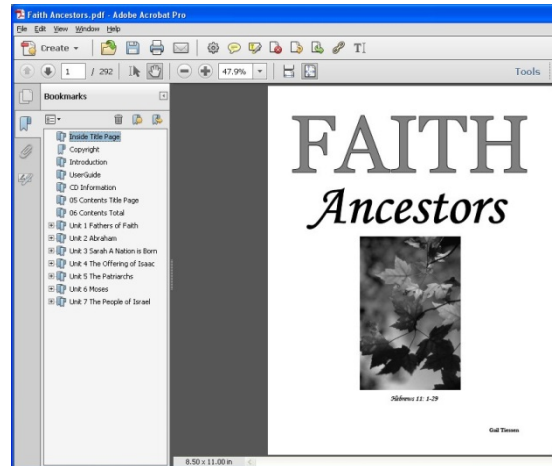 Faith Ancestors.pdf - Adobe Acrobat Pro
File Edit View Window Help
Create
1 / 292 47.9% Tools
Bookmarks
Inside Title Page
Copyright
Introduction
UserGuide
CD Information
05 Contents Title Page
06 Contents Total
Unit 1 Fathers of Faith
Unit 2 Abraham
Unit 3 Sarah A Nation is Born
Unit 4 The Offering of Isaac
Unit 5 The Patriarchs
Unit 6 Moses
Unit 7 The People of Israel
FAITH
Ancestors
Hebrews 11: 1-29
Gail Tiessen
8.50 x 11.00 in